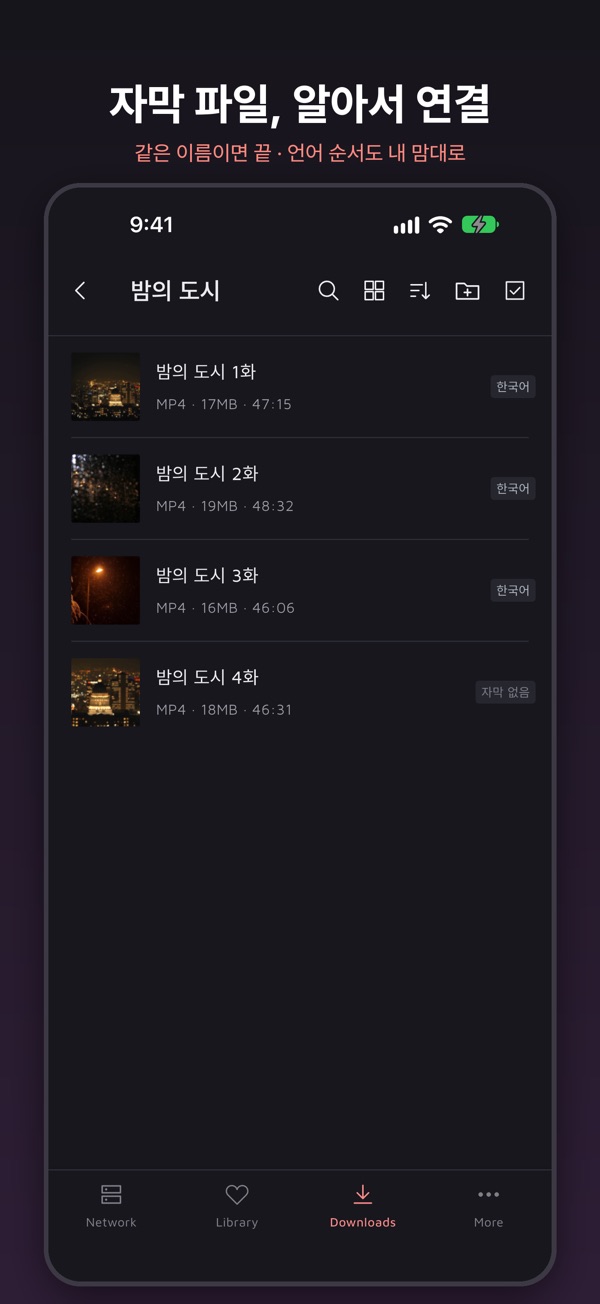 자막 파일, 알아서 연결
같은 이름이면 끝 · 언어 순서도 내 맘대로
9:41
밤의 도시
밤의 도시 1화
MP4 · 17MB · 47:15
한국어
밤의 도시 2화
MP4 · 19MB · 48:32
한국어
밤의 도시 3화
MP4 · 16MB · 46:06
한국어
밤의 도시 4화
MP4 · 18MB · 46:31
자막 없음
Network
Library
Downloads
More